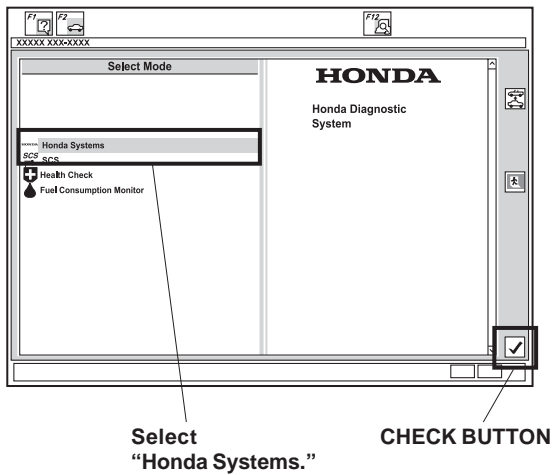 F1
F2
F12
XXXXX XXX-XXXX
Select Mode
HONDA
Honda Diagnostic
System
HONDA Honda Systems
SCS SCS
Health Check
Fuel Consumption Monitor
Select
“Honda Systems.”
CHECK BUTTON